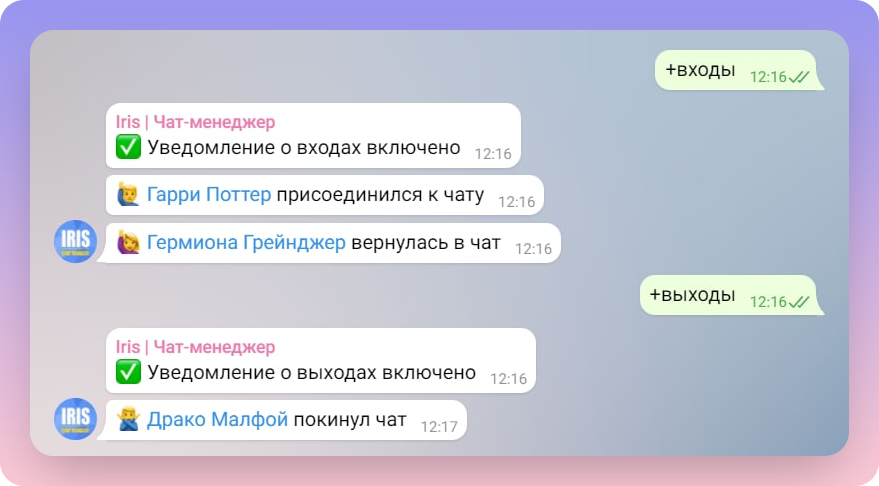 +входы 12:16
Iris | Чат-менеджер
✅ Уведомление о входах включено 12:16
🙋‍♂️ Гарри Поттер присоединился к чату 12:16
IRIS
🙋‍♀️ Гермиона Грейнджер вернулась в чат 12:16
+выходы 12:16
Iris | Чат-менеджер
✅ Уведомление о выходах включено 12:16
IRIS
🙅‍♂️ Драко Малфой покинул чат 12:17